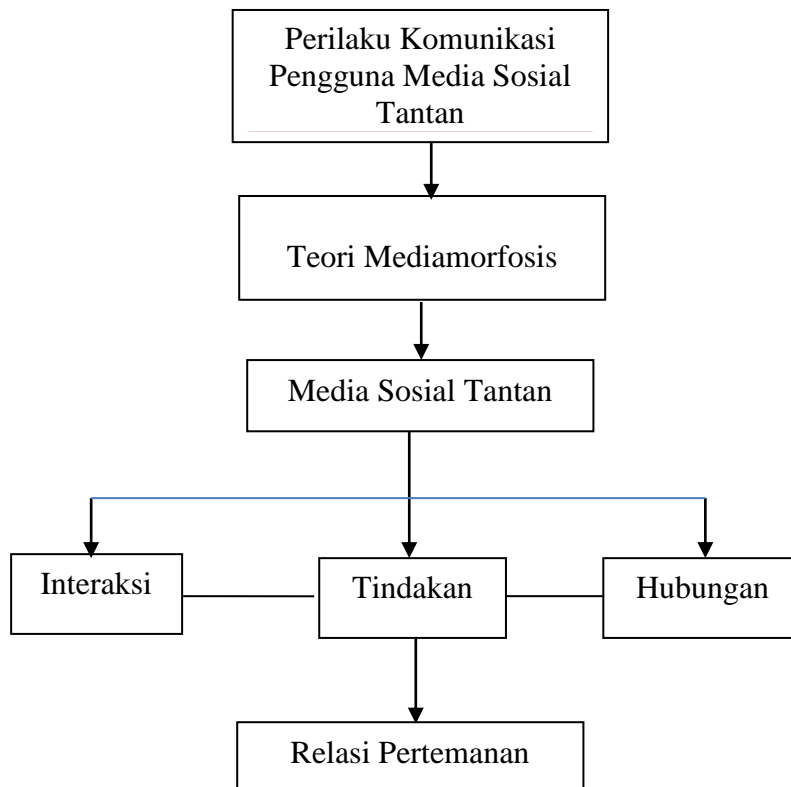 Perilaku Komunikasi
Pengguna Media Sosial
Tantan
Teori Mediamorfosis
Media Sosial Tantan
Interaksi
Tindakan
Hubungan
Relasi Pertemanan